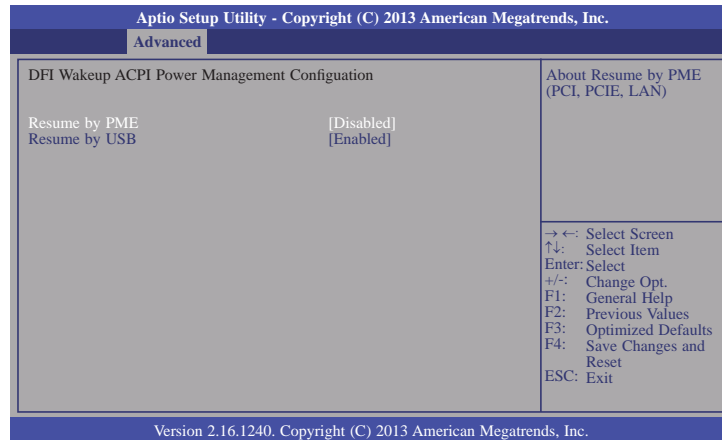 Aptio Setup Utility - Copyright (C) 2013 American Megatrends, Inc.
Advanced
DFI Wakeup ACPI Power Management Configuation
Resume by PME [Disabled]
Resume by USB [Enabled]
About Resume by PME
(PCI, PCIE, LAN)
→ ←: Select Screen
↑↓: Select Item
Enter: Select
+/-: Change Opt.
F1: General Help
F2: Previous Values
F3: Optimized Defaults
F4: Save Changes and
Reset
ESC: Exit
Version 2.16.1240. Copyright (C) 2013 American Megatrends, Inc.